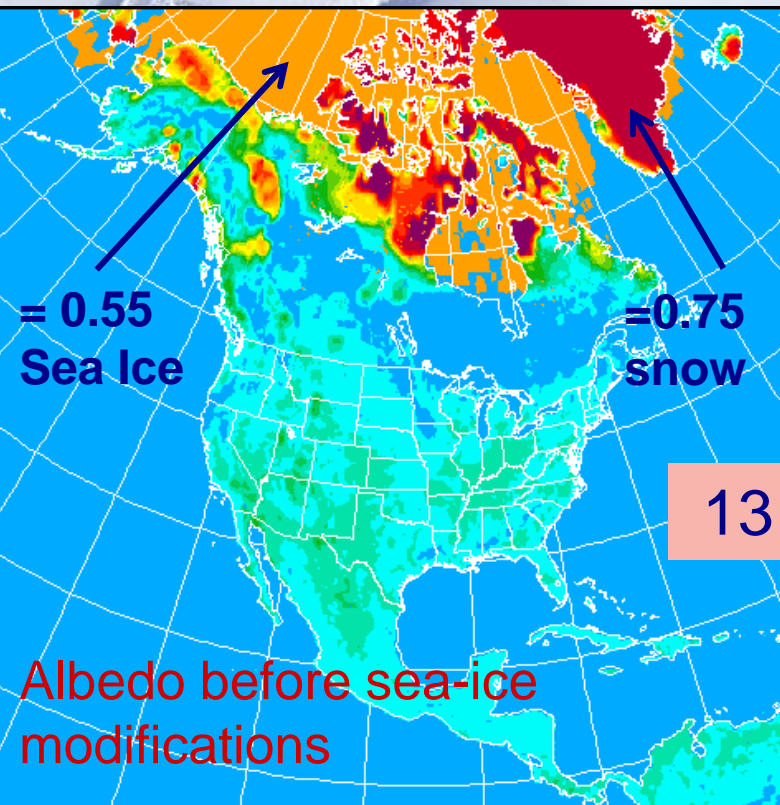 = 0.55
Sea Ice
=0.75
snow
13
Albedo before sea-ice
modifications